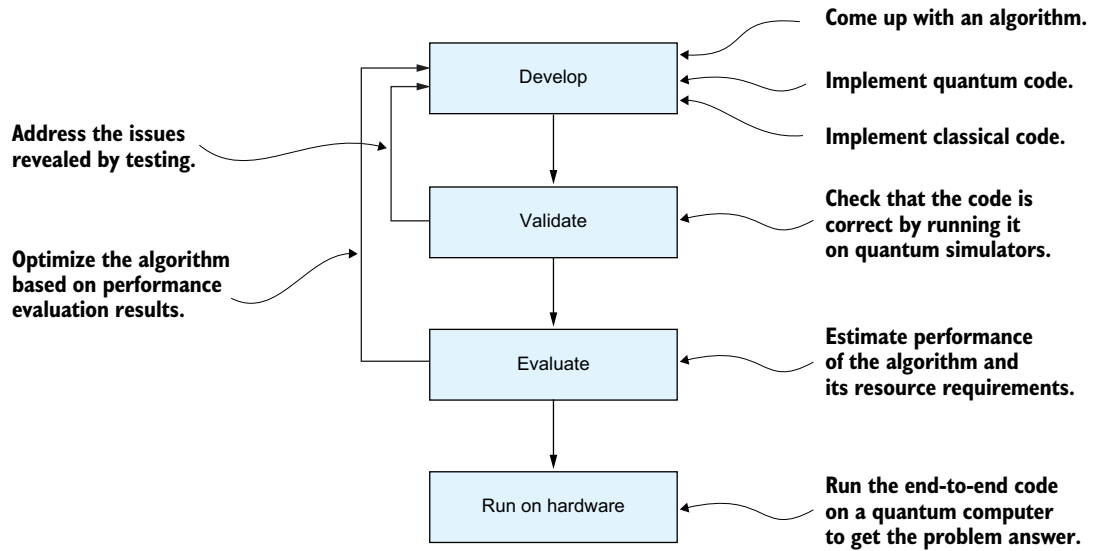 Come up with an algorithm.
Develop
Implement quantum code.
Implement classical code.
Address the issues
revealed by testing.
Validate
Check that the code is
correct by running it
on quantum simulators.
Optimize the algorithm
based on performance
evaluation results.
Evaluate
Estimate performance
of the algorithm and
its resource requirements.
Run on hardware
Run the end-to-end code
on a quantum computer
to get the problem answer.